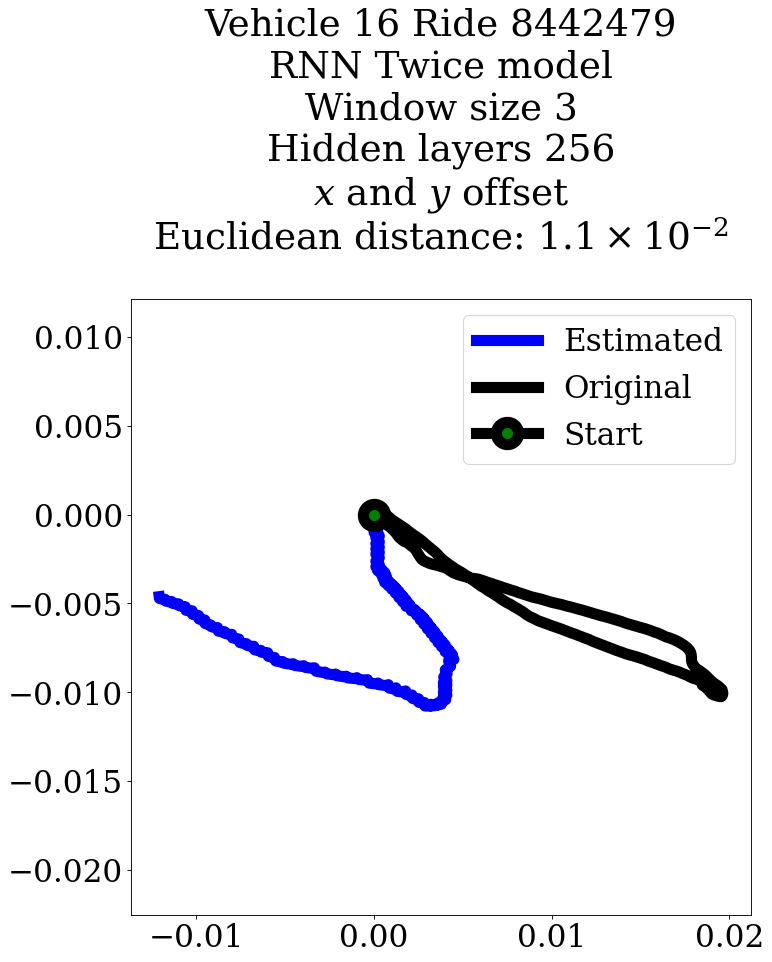 Vehicle 16 Ride 8442479
RNN Twice model
Window size 3
Hidden layers 256
x and y offset
Euclidean distance: 1.1 × 10⁻²
Estimated
Original
Start
0.010
0.005
0.000
−0.005
−0.010
−0.015
−0.020
−0.01 0.00 0.01 0.02